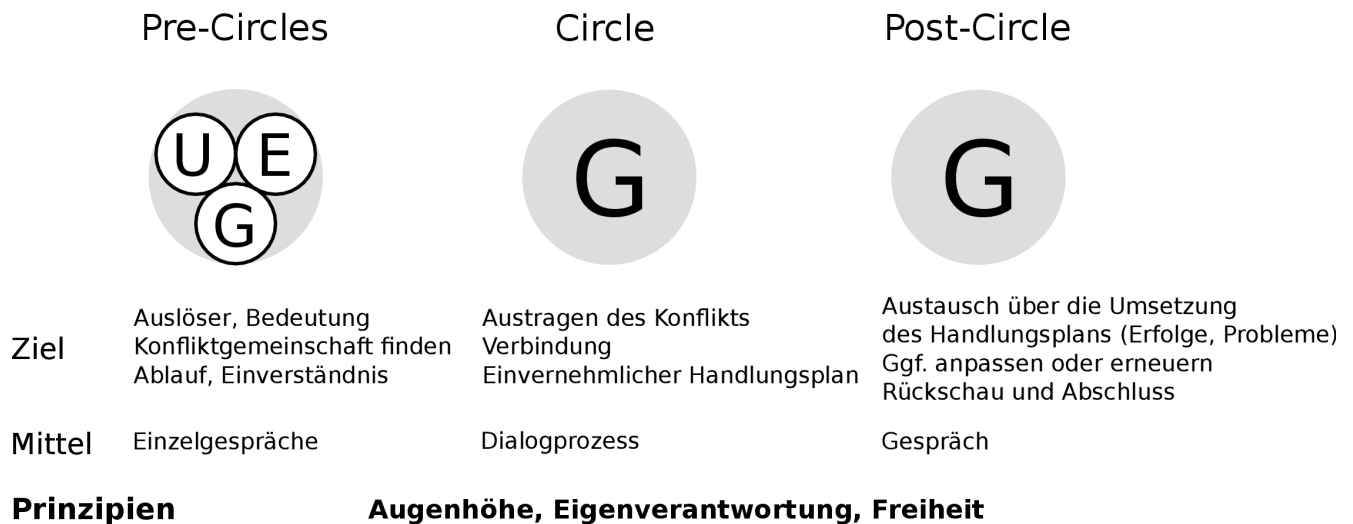 Pre-Circles
Circle
Post-Circle
U E
G
G
G
Ziel
Auslöser, Bedeutung
Konfliktgemeinschaft finden
Ablauf, Einverständnis
Austragen des Konflikts
Verbindung
Einvernehmlicher Handlungsplan
Austausch über die Umsetzung
des Handlungsplans (Erfolge, Probleme)
Ggf. anpassen oder erneuern
Rückschau und Abschluss
Mittel
Einzelgespräche
Dialogprozess
Gespräch
Prinzipien
Augenhöhe, Eigenverantwortung, Freiheit